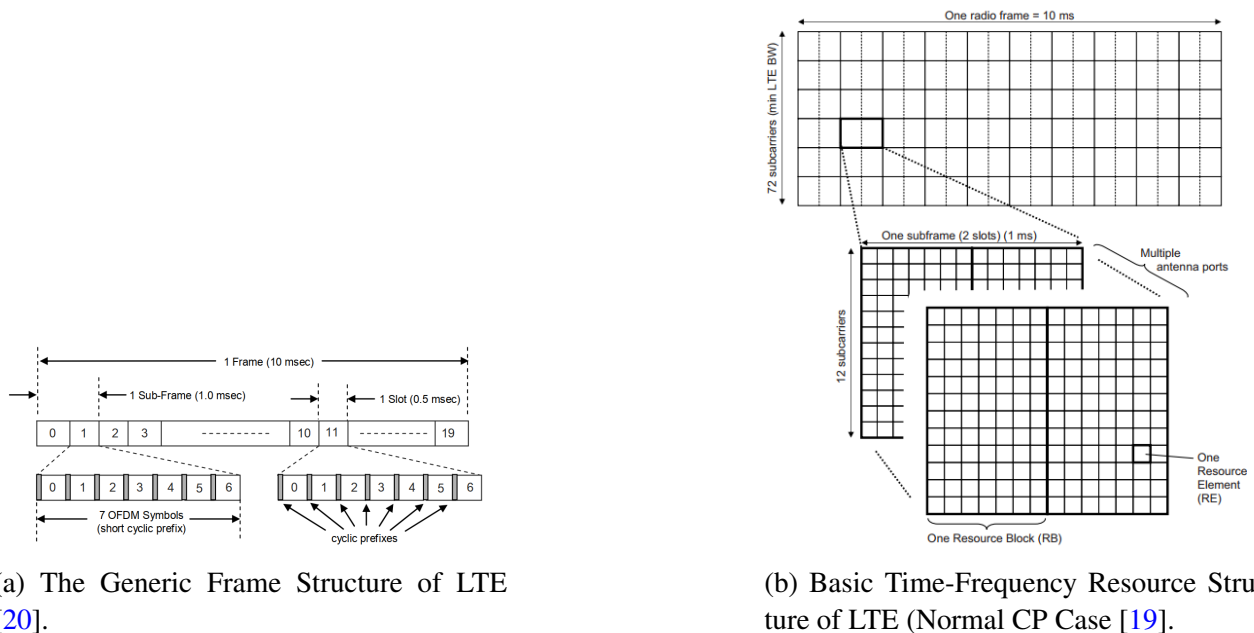 1 Frame (10 msec)
1 Sub-Frame (1.0 msec)
1 Slot (0.5 msec)
0 1 2 3 10 11 19
0 1 2 3 4 5 6
0 1 2 3 4 5 6
7 OFDM Symbols
(short cyclic prefix)
cyclic prefixes
(a) The Generic Frame Structure of LTE
[20].
One radio frame = 10 ms
72 subcarriers (min LTE BW)
One subframe (2 slots) (1 ms)
Multiple
antenna ports
12 subcarriers
One
Resource
Element
(RE)
One Resource Block (RB)
(b) Basic Time-Frequency Resource Struc
ture of LTE (Normal CP Case [19].